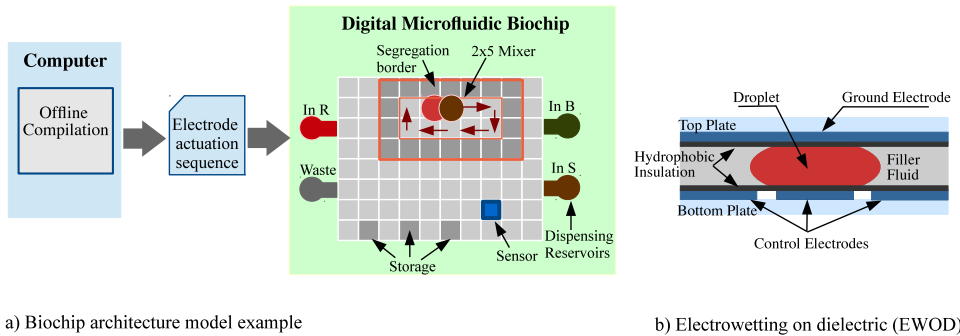 Digital Microfluidic Biochip
Computer
Offline
Compilation
Electrode
actuation
sequence
Segregation
border
2x5 Mixer
In R
In B
Waste
In S
Storage
Sensor
Dispensing
Reservoirs
a) Biochip architecture model example
Droplet
Ground Electrode
Top Plate
Hydrophobic
Insulation
Filler
Fluid
Bottom Plate
Control Electrodes
b) Electrowetting on dielectric (EWOD)